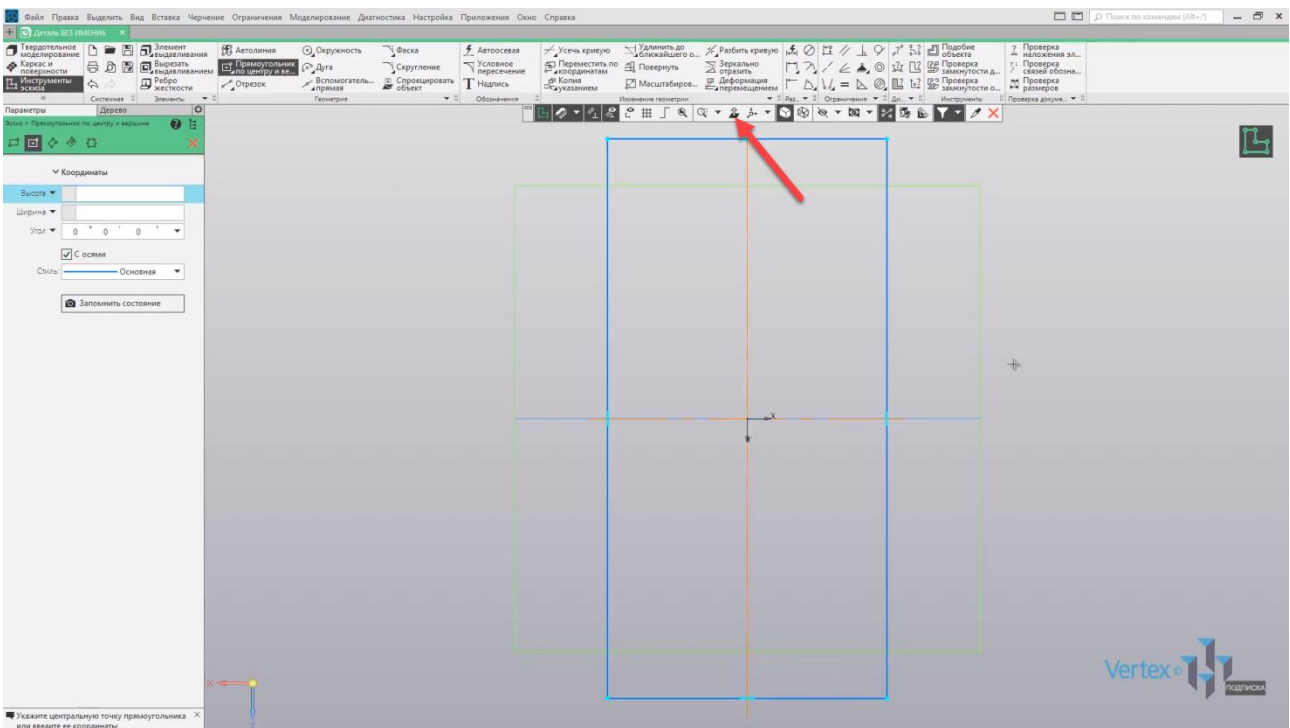 Файл Правка Выделить Вид Вставка Черчение Ограничения Моделирование Диагностика Настройка Приложения Окно Справка
Поиск по командам (Alt+/)
Деталь БЕЗ ИМЕНИ6
Твердотельное моделирование
Каркас и поверхности
Инструменты эскиза
Системная
Элемент выдавливания
Вырезать выдавливанием
Ребро жесткости
Элементы
Автолиния
Прямоугольник по центру и ве...
Отрезок
Окружность
Дуга
Вспомогатель... прямая
Фаска
Скругление
Спроецировать объект
Геометрия
Автоосевая
Условное пересечение
Надпись
Обозначения
Усечь кривую
Переместить по координатам
Копия указанием
Удлинить до ближайшего о...
Повернуть
Масштабиров...
Разбить кривую
Зеркально отразить
Деформация перемещением
Изменение геометрии
Раз...
Ограничения
Ди...
Подобие объекта
Проверка замкнутости д...
Проверка замкнутости о...
Инструменты
Проверка наложения эл...
Проверка связей обозна...
Проверка размеров
Проверка докуме...
Параметры
Дерево
Эскиз > Прямоугольник по центру и вершине
Координаты
Высота
Ширина
Угол 0 ° 0 ' 0 "
С осями
Стиль: Основная
Запомнить состояние
X
X
Z
Vertex
ПОДПИСКА
Укажите центральную точку прямоугольника
или введите ее координаты